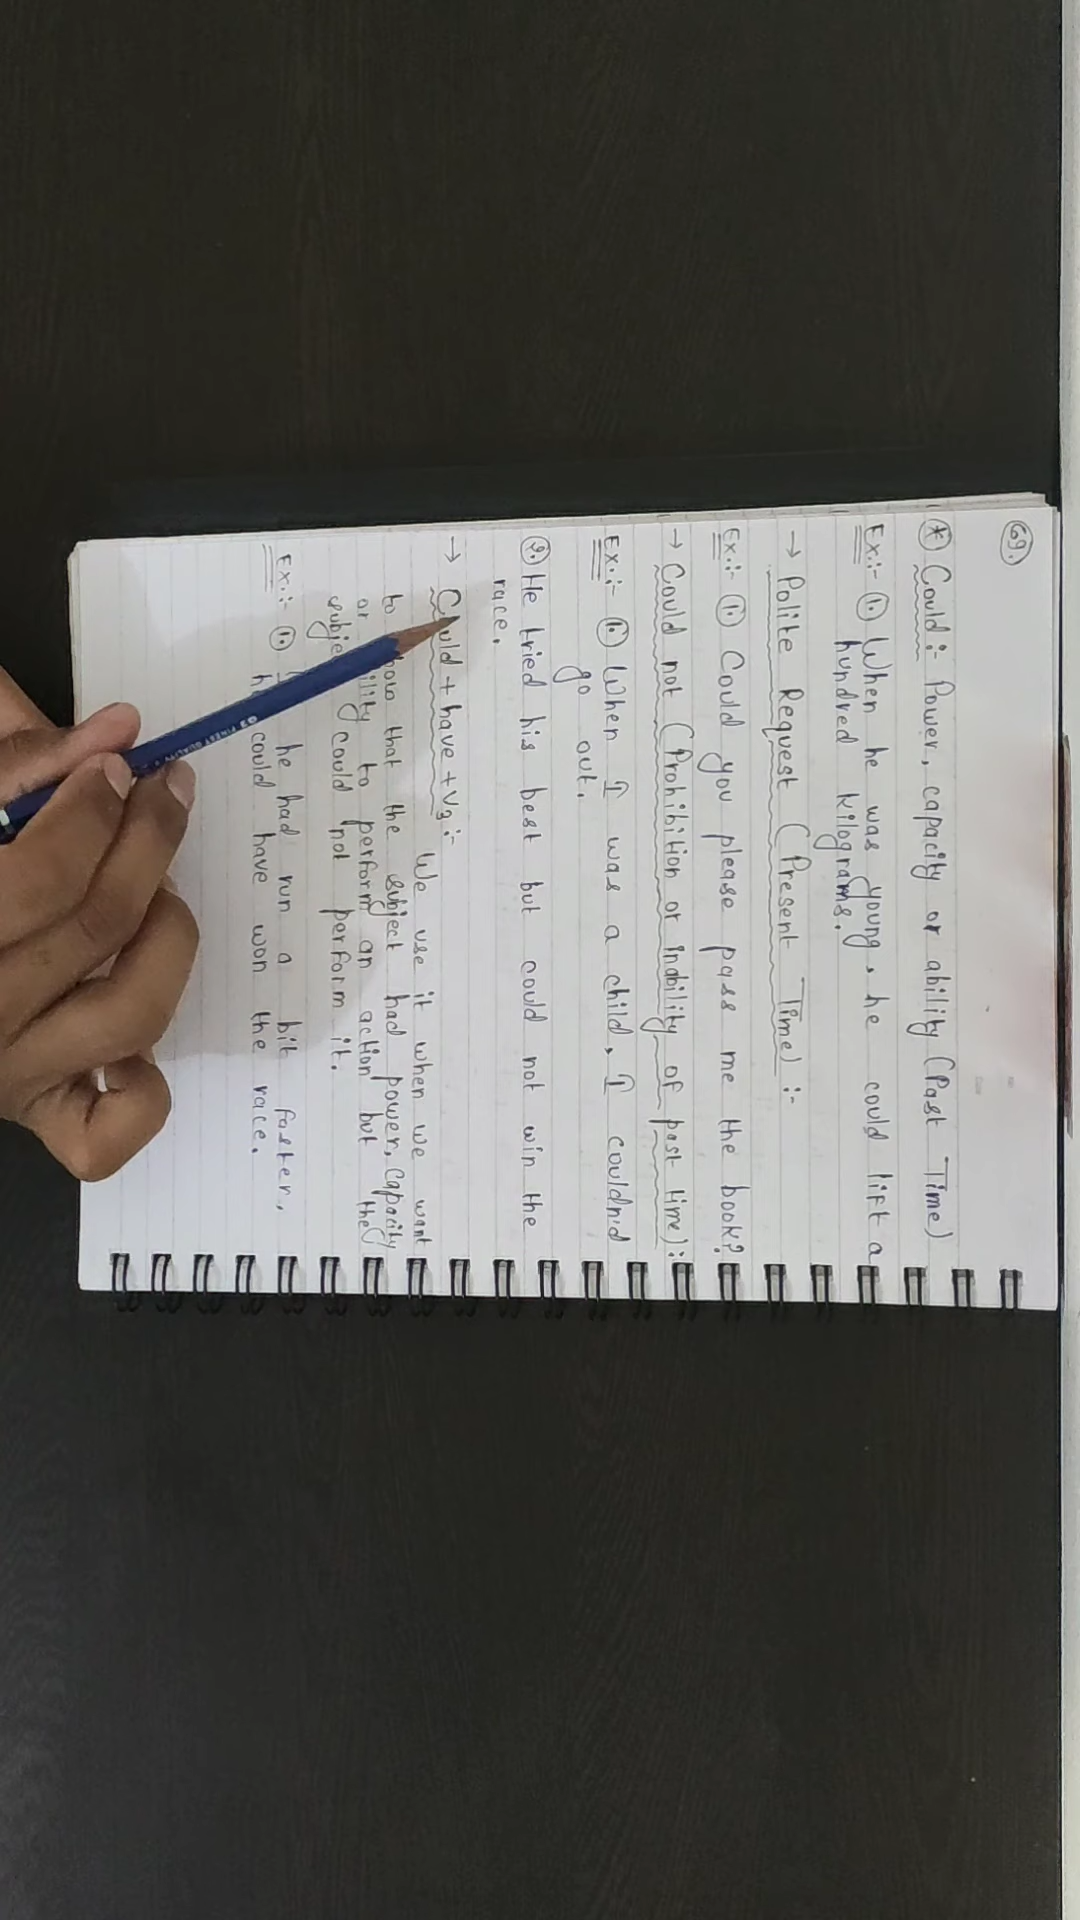 69.
* Could :- Power, capacity or ability (Past Time)
Ex.:- 1. When he was young, he could lift a
hundred kilograms.
→ Polite Request (Present Time) :-
Ex.:- 1. Could you please pass me the book?
→ Could not (Prohibition or inability of past time):
Ex.:- 1. When I was a child, I couldn'd
go out.
2. He tried his best but could not win the
race.
→ Could + have + V3 :-
We use it when we want
to that the subject had power, capacity
or to perform an action but the
could not perform it.
Ex.:- 1. he had run a bit faster,
could have won the race.